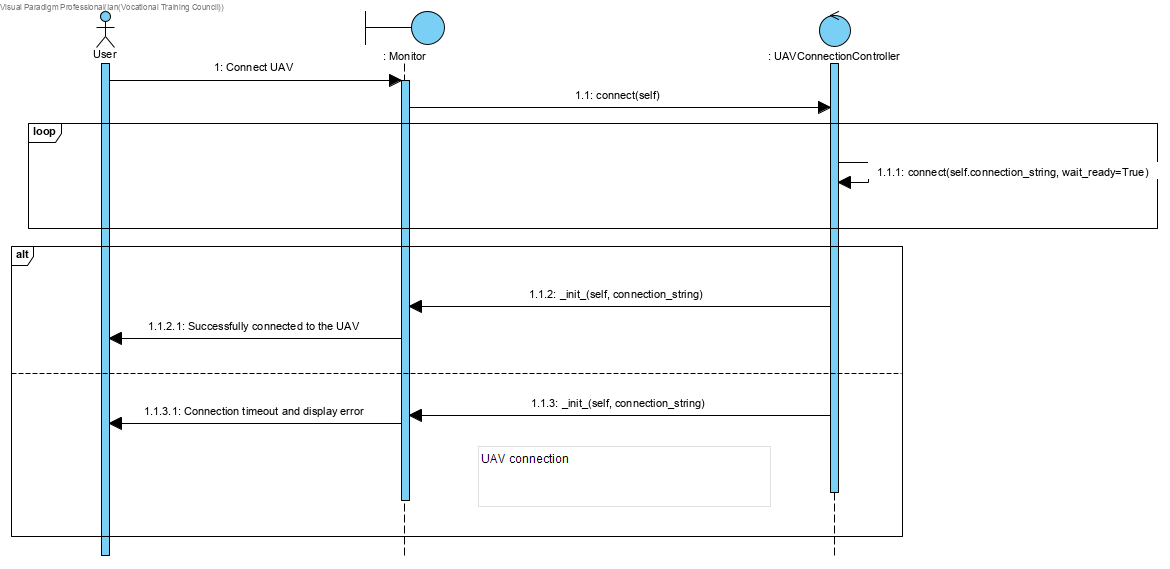 Visual Paradigm Professional(Ian(Vocational Training Council))
User
: Monitor
: UAVConnectionController
1: Connect UAV
1.1: connect(self)
loop
1.1.1: connect(self.connection_string, wait_ready=True)
alt
1.1.2: _init_(self, connection_string)
1.1.2.1: Successfully connected to the UAV
1.1.3: _init_(self, connection_string)
1.1.3.1: Connection timeout and display error
UAV connection